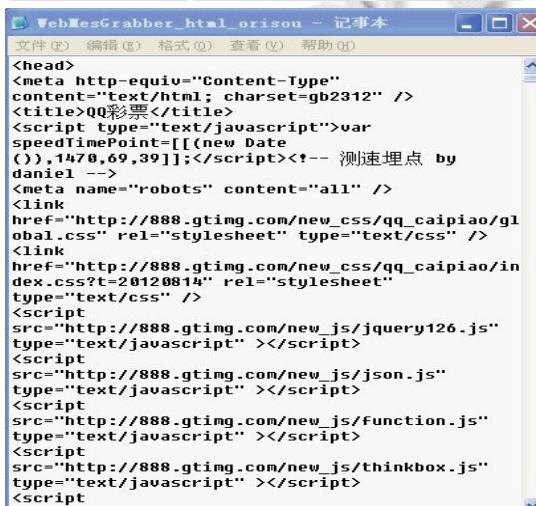 WebMesGrabber_html_orisou - 记事本
文件(F) 编辑(E) 格式(O) 查看(V) 帮助(H)
<head>
<meta http-equiv="Content-Type"
content="text/html; charset=gb2312" />
<title>QQ彩票</title>
<script type="text/javascript">var
speedTimePoint=[[(new Date
()),1470,69,39]];</script><!-- 测速埋点 by
daniel -->
<meta name="robots" content="all" />
<link
href="http://888.gtimg.com/new_css/qq_caipiao/gl
obal.css" rel="stylesheet" type="text/css" />
<link
href="http://888.gtimg.com/new_css/qq_caipiao/in
dex.css?t=20120814" rel="stylesheet"
type="text/css" />
<script
src="http://888.gtimg.com/new_js/jquery126.js"
type="text/javascript" ></script>
<script
src="http://888.gtimg.com/new_js/json.js"
type="text/javascript" ></script>
<script
src="http://888.gtimg.com/new_js/function.js"
type="text/javascript" ></script>
<script
src="http://888.gtimg.com/new_js/thinkbox.js"
type="text/javascript" ></script>
<script